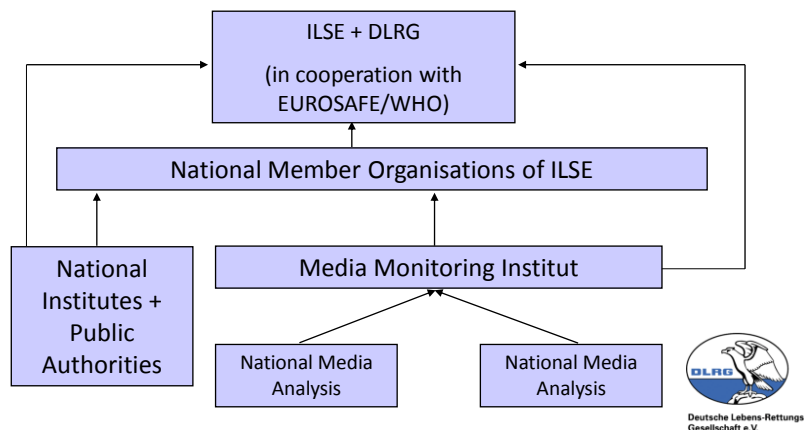 ILSE + DLRG
(in cooperation with
EUROSAFE/WHO)
National Member Organisations of ILSE
National
Institutes +
Public
Authorities
Media Monitoring Institut
National Media
Analysis
National Media
Analysis
DLRG
Deutsche Lebens-Rettungs
Gesellschaft e.V.